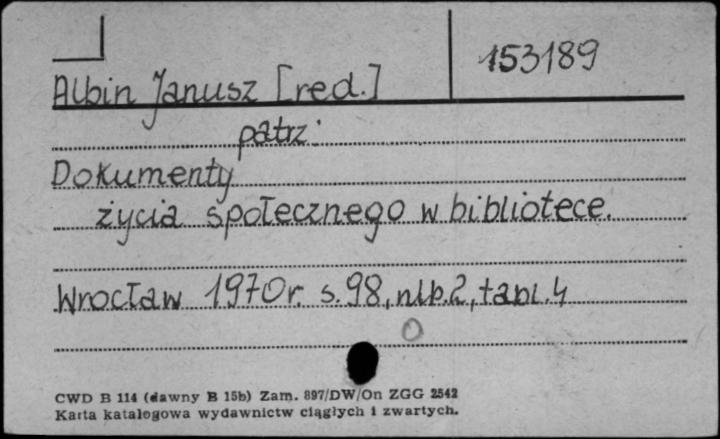 153189
Albin Janusz [red.]
patrz:
Dokumenty
życia społecznego w bibliotece.
Wrocław 1970r. s.98, nlb.2, tabl.4
CWD B 114 (dawny B 15b) Zam. 897/DW/On ZGG 2542
Karta katalogowa wydawnictw ciągłych i zwartych.